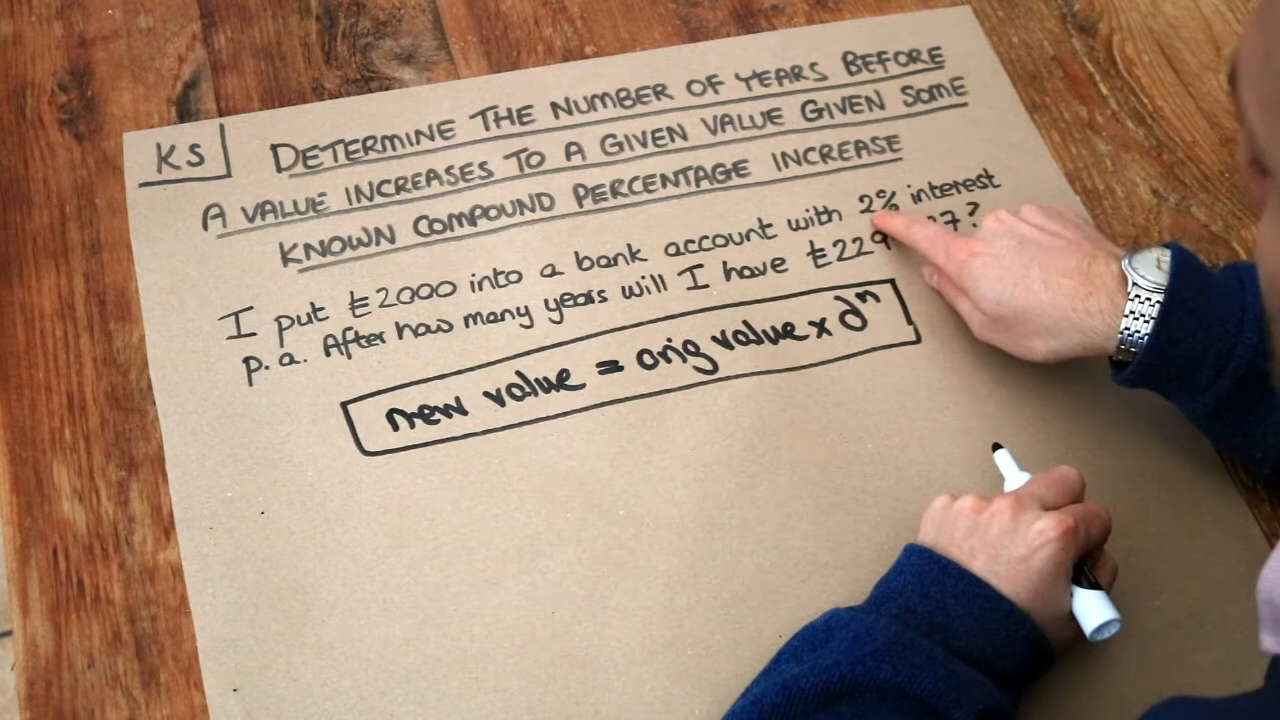 KS
DETERMINE THE NUMBER OF YEARS BEFORE
A VALUE INCREASES TO A GIVEN VALUE GIVEN SOME
KNOWN COMPOUND PERCENTAGE INCREASE
I put £2000 into a bank account with 2% interest
p.a. After how many years will I have
new value = orig value × dⁿ